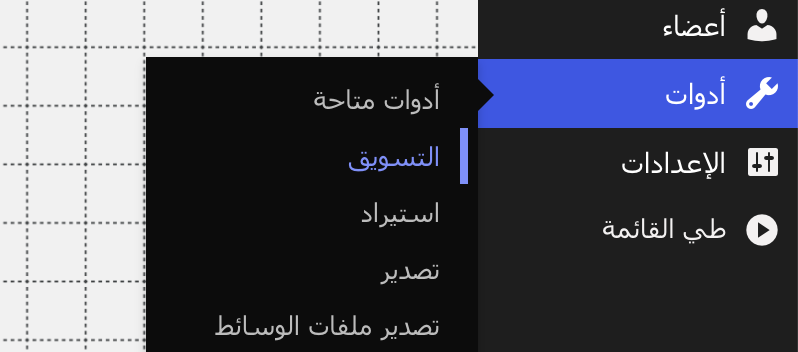 أعضاء
أدوات
الإعدادات
طي القائمة
أدوات متاحة
التسويق
استيراد
تصدير
تصدير ملفات الوسائط